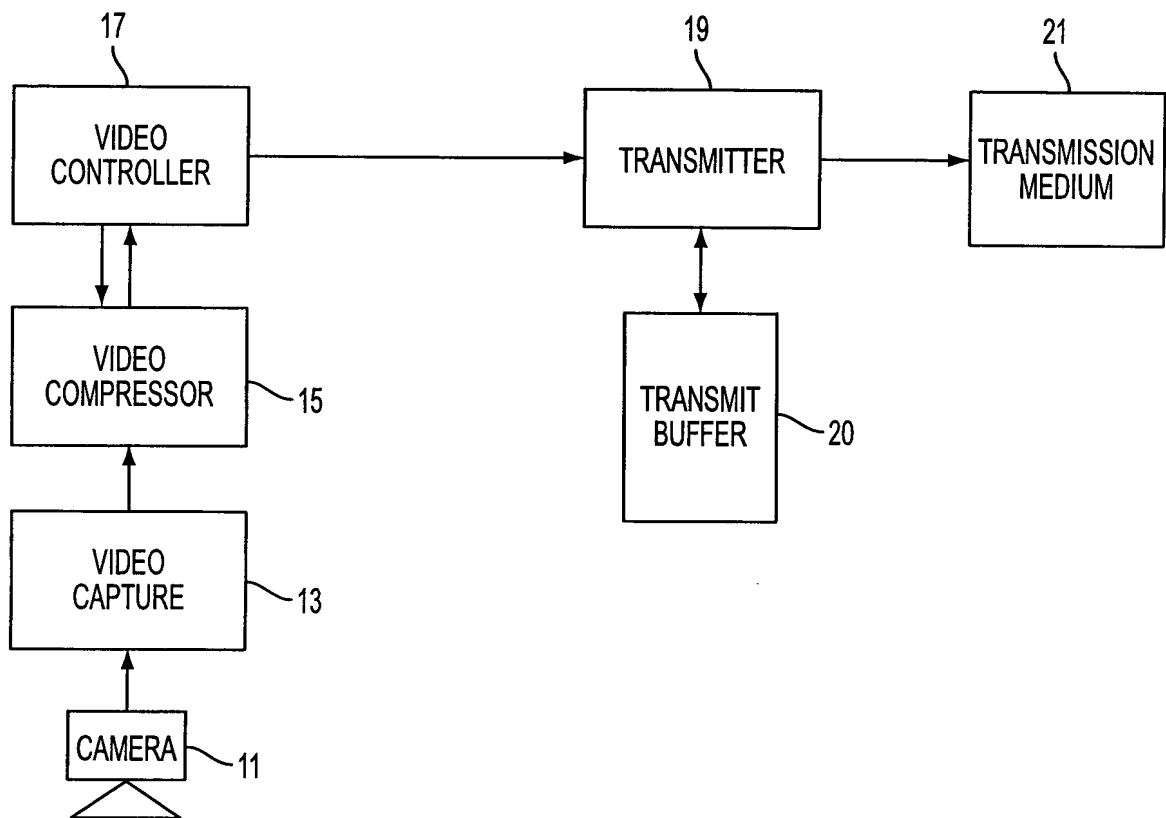 17
19
21
VIDEO
CONTROLLER
TRANSMITTER
TRANSMISSION
MEDIUM
VIDEO
COMPRESSOR
15
TRANSMIT
BUFFER
20
VIDEO
CAPTURE
13
CAMERA
11